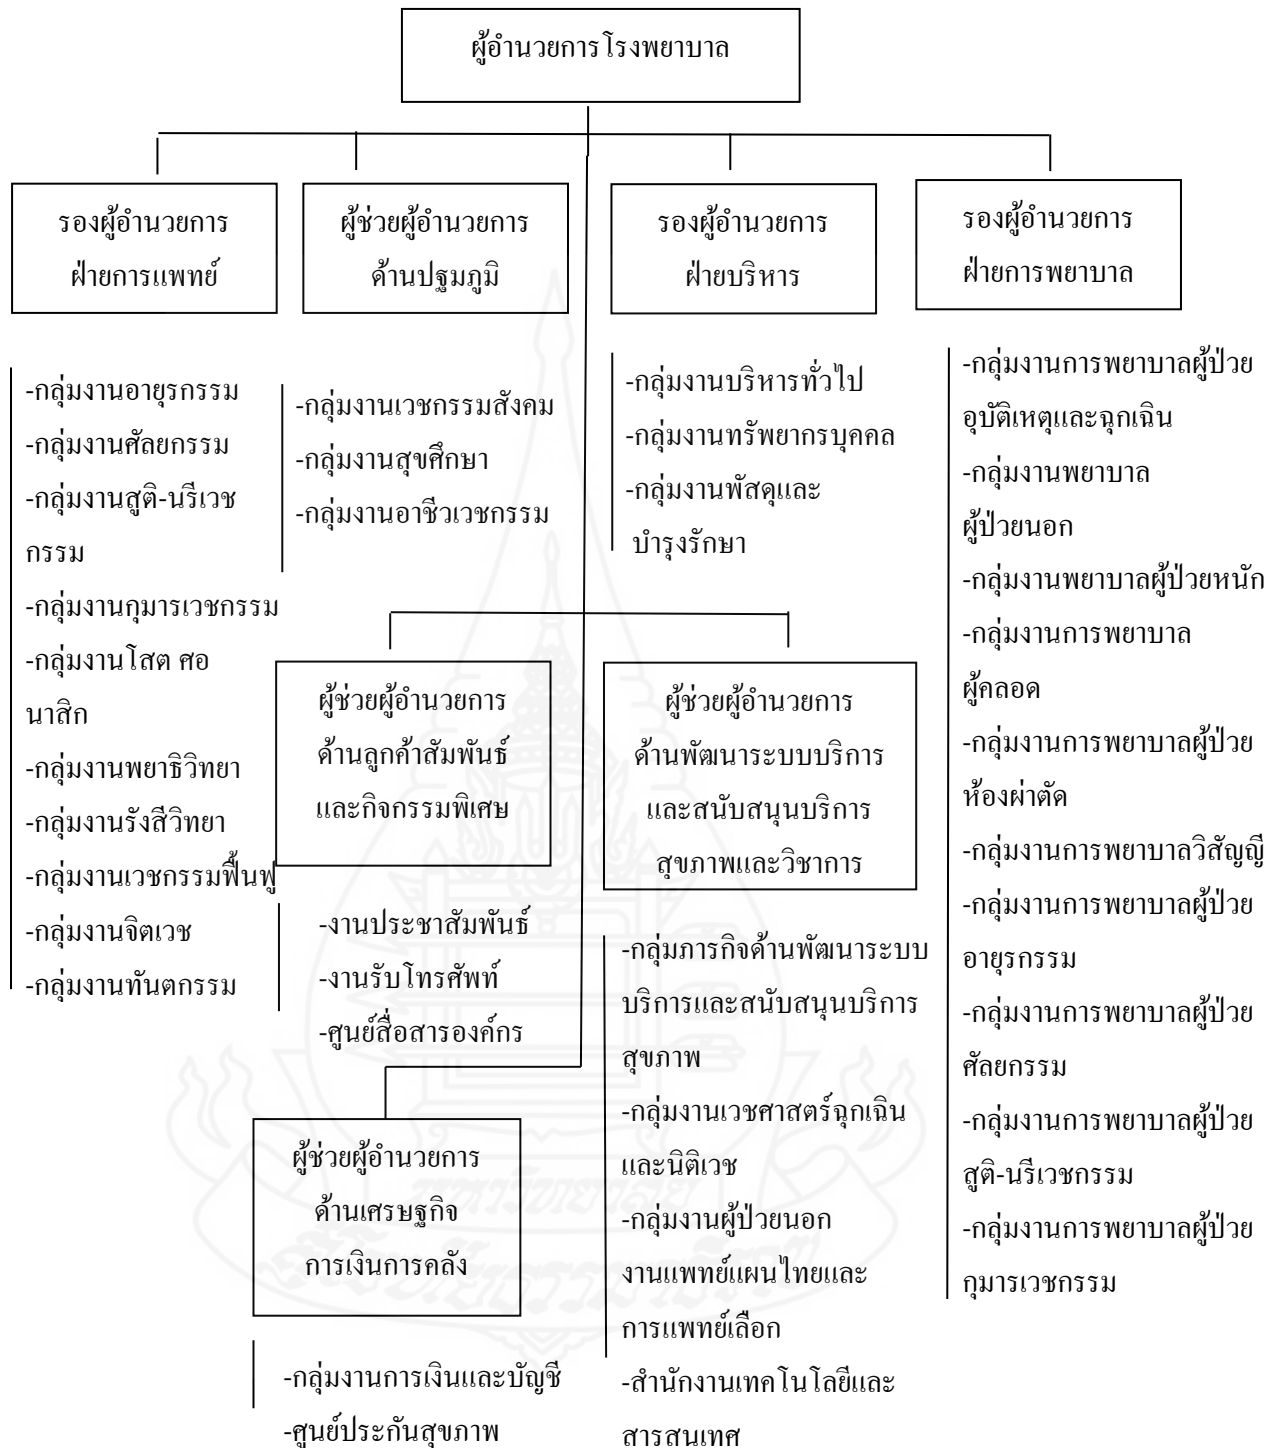 ผู้อำนวยการโรงพยาบาล
รองผู้อำนวยการ
ฝ่ายการแพทย์
ผู้ช่วยผู้อำนวยการ
ด้านปฐมภูมิ
รองผู้อำนวยการ
ฝ่ายบริหาร
รองผู้อำนวยการ
ฝ่ายการพยาบาล
-กลุ่มงานอายุรกรรม
-กลุ่มงานศัลยกรรม
-กลุ่มงานสูติ-นรีเวช
กรรม
-กลุ่มงานกุมารเวชกรรม
-กลุ่มงานโสต ศอ
นาสิก
-กลุ่มงานพยาธิวิทยา
-กลุ่มงานรังสีวิทยา
-กลุ่มงานเวชกรรมฟื้นฟู
-กลุ่มงานจิตเวช
-กลุ่มงานทันตกรรม
-กลุ่มงานเวชกรรมสังคม
-กลุ่มงานสุขศึกษา
-กลุ่มงานอาชีวเวชกรรม
-กลุ่มงานบริหารทั่วไป
-กลุ่มงานทรัพยากรบุคคล
-กลุ่มงานพัสดุและ
บำรุงรักษา
-กลุ่มงานการพยาบาลผู้ป่วย
อุบัติเหตุและฉุกเฉิน
-กลุ่มงานพยาบาล
ผู้ป่วยนอก
-กลุ่มงานพยาบาลผู้ป่วยหนัก
-กลุ่มงานการพยาบาล
ผู้คลอด
-กลุ่มงานการพยาบาลผู้ป่วย
ห้องผ่าตัด
-กลุ่มงานการพยาบาลวิสัญญี
-กลุ่มงานการพยาบาลผู้ป่วย
อายุรกรรม
-กลุ่มงานการพยาบาลผู้ป่วย
ศัลยกรรม
-กลุ่มงานการพยาบาลผู้ป่วย
สูติ-นรีเวชกรรม
-กลุ่มงานการพยาบาลผู้ป่วย
กุมารเวชกรรม
ผู้ช่วยผู้อำนวยการ
ด้านลูกค้าสัมพันธ์
และกิจกรรมพิเศษ
-งานประชาสัมพันธ์
-งานรับโทรศัพท์
-ศูนย์สื่อสารองค์กร
ผู้ช่วยผู้อำนวยการ
ด้านพัฒนาระบบบริการ
และสนับสนุนบริการ
สุขภาพและวิชาการ
-กลุ่มภารกิจด้านพัฒนาระบบ
บริการและสนับสนุนบริการ
สุขภาพ
-กลุ่มงานเวชศาสตร์ฉุกเฉิน
และนิติเวช
-กลุ่มงานผู้ป่วยนอก
งานแพทย์แผนไทยและ
การแพทย์เลือก
-สำนักงานเทคโนโลยีและ
สารสนเทศ
ผู้ช่วยผู้อำนวยการ
ด้านเศรษฐกิจ
การเงินการคลัง
-กลุ่มงานการเงินและบัญชี
-ศูนย์ประกันสุขภาพ
มหาวิทยาลัย
สุโขทัยธรรมาธิราช